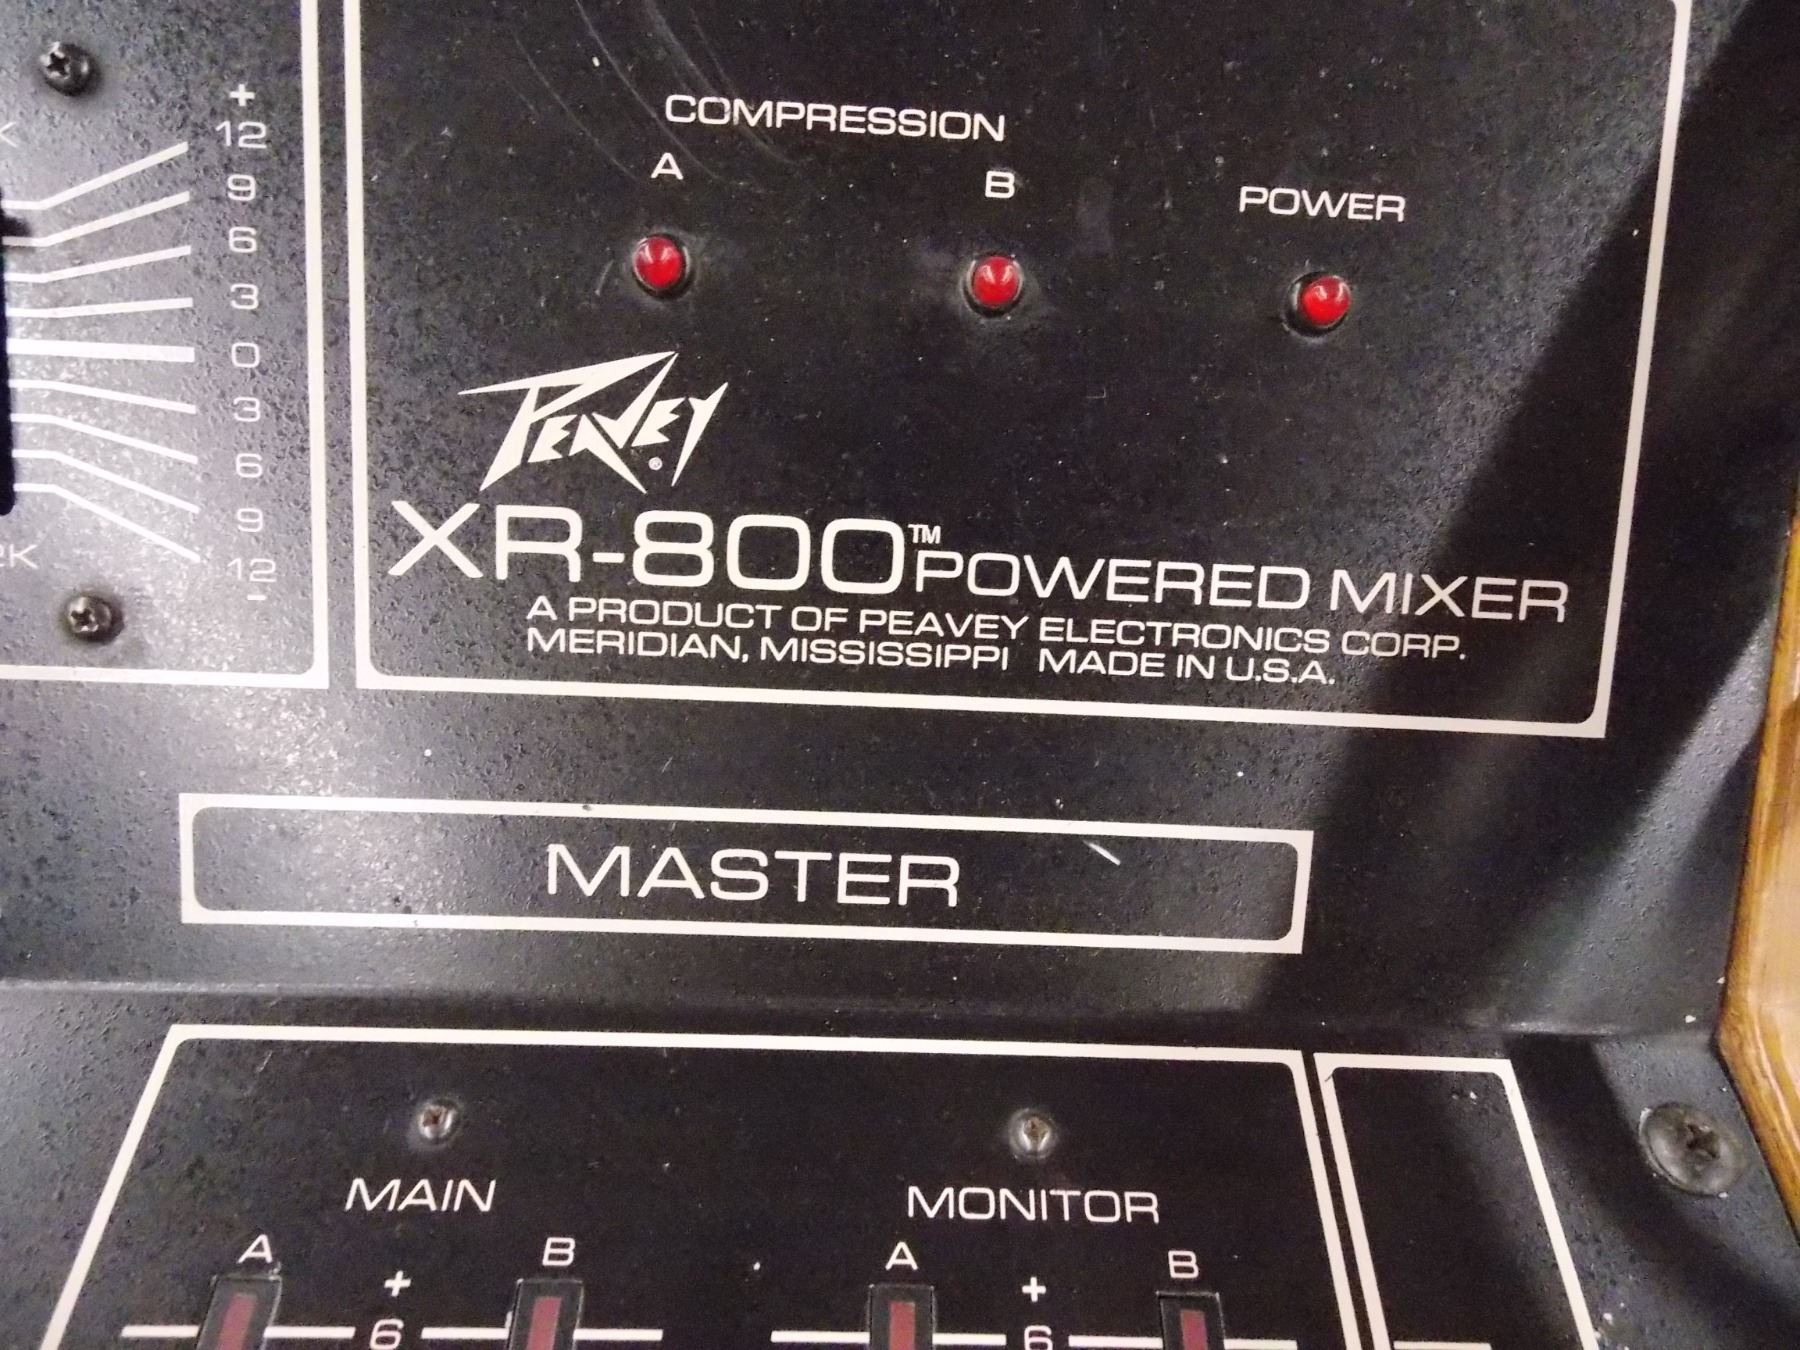 +
12
9
6
3
0
3
6
9
12
-
COMPRESSION
A B POWER
PEAVEY®
XR-800™ POWERED MIXER
A PRODUCT OF PEAVEY ELECTRONICS CORP.
MERIDIAN, MISSISSIPPI MADE IN U.S.A.
MASTER
MAIN MONITOR
A B A B
+ +
6 6